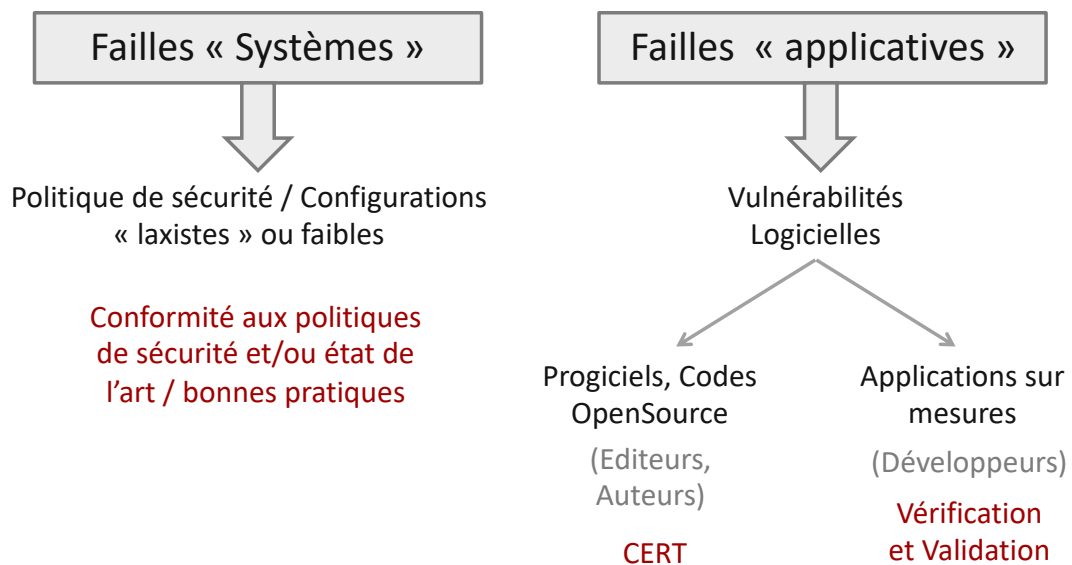 Failles « Systèmes »
Politique de sécurité / Configurations
« laxistes » ou faibles
Conformité aux politiques
de sécurité et/ou état de
l’art / bonnes pratiques
Failles « applicatives »
Vulnérabilités
Logicielles
Progiciels, Codes
OpenSource
(Editeurs,
Auteurs)
CERT
Applications sur
mesures
(Développeurs)
Vérification
et Validation